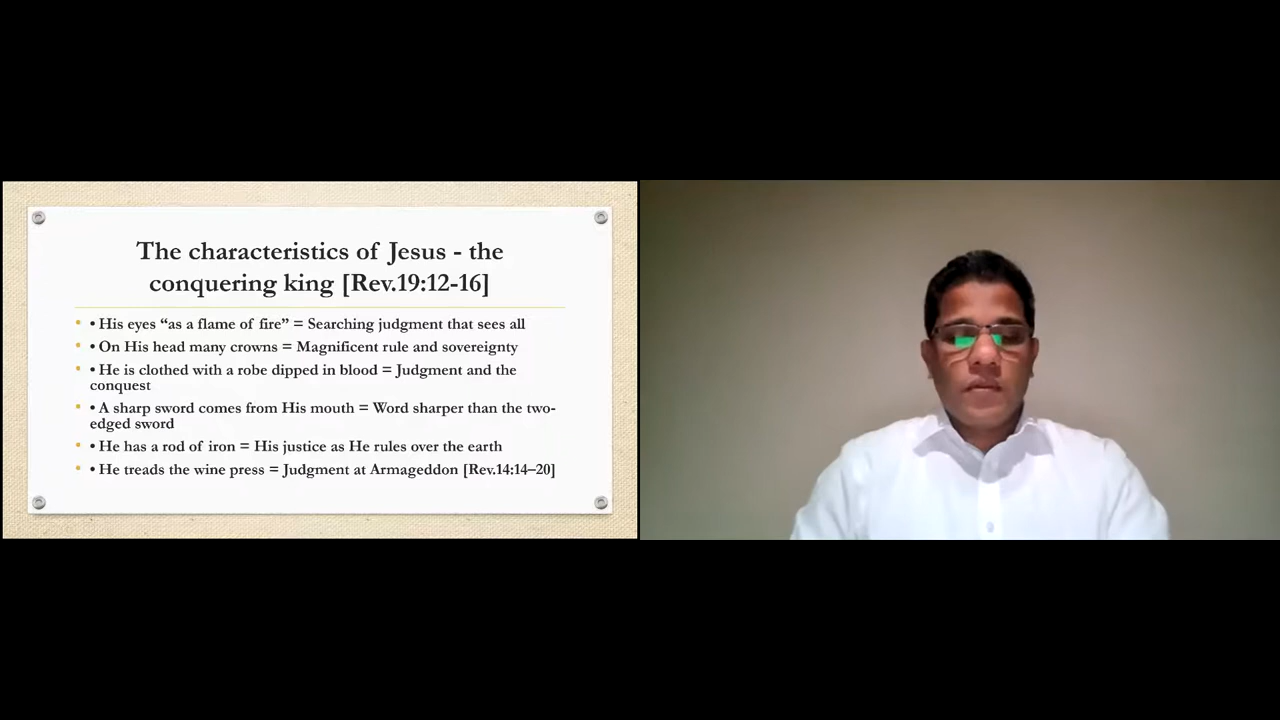 The characteristics of Jesus - the
conquering king [Rev.19:12-16]
• • His eyes “as a flame of fire” = Searching judgment that sees all
• • On His head many crowns = Magnificent rule and sovereignty
• • He is clothed with a robe dipped in blood = Judgment and the
conquest
• • A sharp sword comes from His mouth = Word sharper than the two-
edged sword
• • He has a rod of iron = His justice as He rules over the earth
• • He treads the wine press = Judgment at Armageddon [Rev.14:14–20]